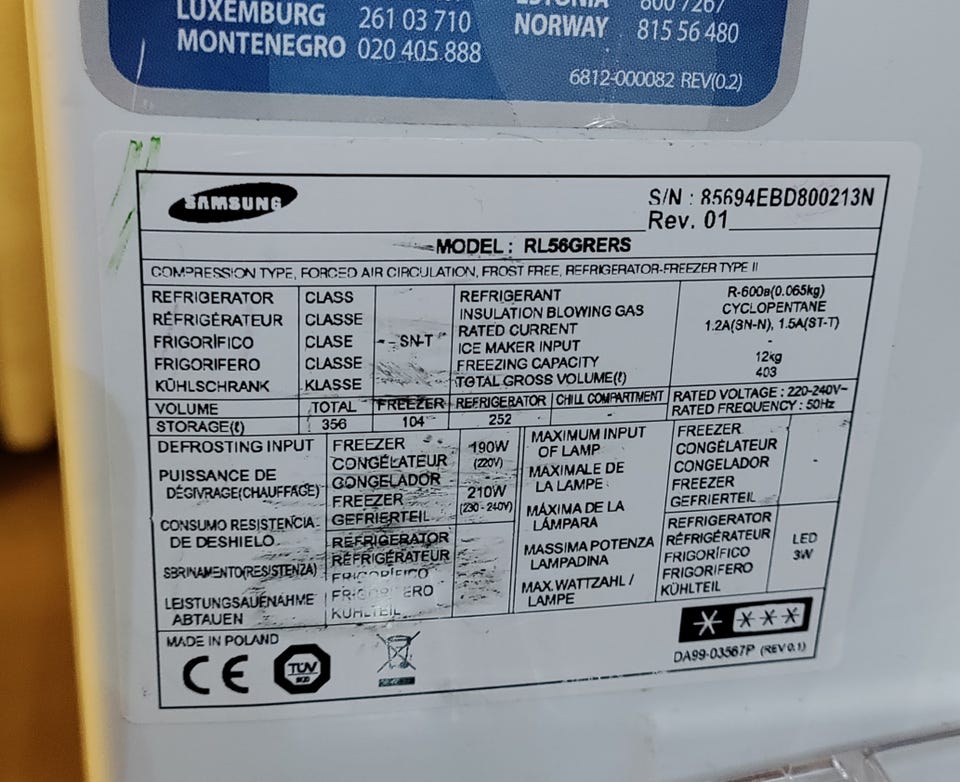 LUXEMBURG 261 03 710
NORWAY 815 56 480
MONTENEGRO 020 405 888
6812-000082 REV(0.2)
SAMSUNG
S/N : 85694EBD800213N
Rev. 01
MODEL : RL56GRERS
COMPRESSION TYPE, FORCED AIR CIRCULATION, FROST FREE, REFRIGERATOR-FREEZER TYPE II
REFRIGERATOR CLASS REFRIGERANT R-600a(0.065kg)
RÉFRIGÉRATEUR CLASSE INSULATION BLOWING GAS CYCLOPENTANE
FRIGORÍFICO CLASE SN-T RATED CURRENT 1.2A(SN-N), 1.5A(ST-T)
FRIGORIFERO CLASSE ICE MAKER INPUT -
KÜHLSCHRANK KLASSE FREEZING CAPACITY 12kg
TOTAL GROSS VOLUME(ℓ) 403
VOLUME TOTAL FREEZER REFRIGERATOR CHILL COMPARTMENT RATED VOLTAGE : 220-240V~
STORAGE(ℓ) 356 104 252 - RATED FREQUENCY : 50Hz
DEFROSTING INPUT
PUISSANCE DE
DÉGIVRAGE(CHAUFFAGE)
CONSUMO RESISTENCIA
DE DESHIELO
SBRINAMENTO(RESISTENZA)
LEISTUNGSAUENAHME
ABTAUEN
FREEZER
CONGÉLATEUR
CONGELADOR
FREEZER
GEFRIERTEIL
190W
(220V)
210W
(230 - 240V)
REFRIGERATOR
RÉFRIGÉRATEUR
FRIGORÍFICO
FRIGORIFERO
KÜHLTEIL
MAXIMUM INPUT
OF LAMP
MAXIMALE DE
LA LAMPE
MÁXIMA DE LA
LÁMPARA
MASSIMA POTENZA
LAMPADINA
MAX.WATTZAHL /
LAMPE
FREEZER
CONGÉLATEUR
CONGELADOR
FREEZER
GEFRIERTEIL
-
REFRIGERATOR
RÉFRIGÉRATEUR
FRIGORÍFICO
FRIGORIFERO
KÜHLTEIL
LED
3W
MADE IN POLAND
CE TÜV
DA99-03567P (REV 0.1)